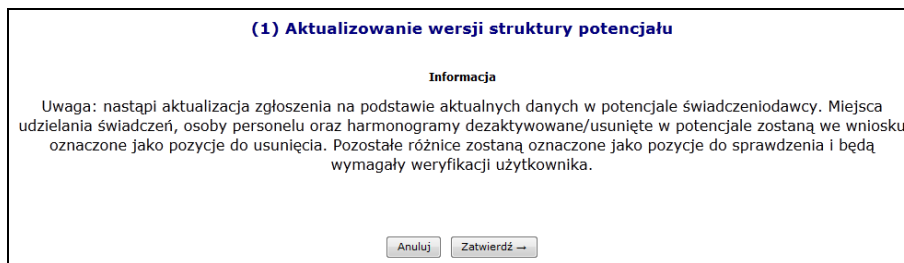 (1) Aktualizowanie wersji struktury potencjału
Informacja
Uwaga: nastąpi aktualizacja zgłoszenia na podstawie aktualnych danych w potencjale świadczeniodawcy. Miejsca
udzielania świadczeń, osoby personelu oraz harmonogramy dezaktywowane/usunięte w potencjale zostaną we wniosku
oznaczone jako pozycje do usunięcia. Pozostałe różnice zostaną oznaczone jako pozycje do sprawdzenia i będą
wymagały weryfikacji użytkownika.
Anuluj Zatwierdź →